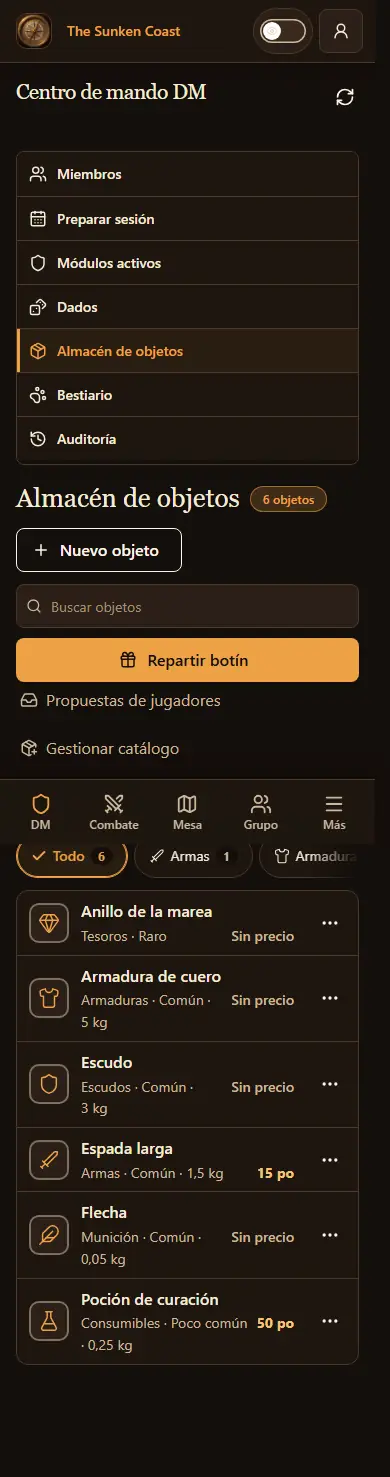 The Sunken Coast
Centro de mando DM
Miembros
Preparar sesión
Módulos activos
Dados
Almacén de objetos
Bestiario
Auditoría
Almacén de objetos 6 objetos
Nuevo objeto
Buscar objetos
Repartir botín
Propuestas de jugadores
Gestionar catálogo
DM Combate Mesa Grupo Más
Todo 6 Armas 1 Armadura
Anillo de la marea
Tesoros · Raro Sin precio
Armadura de cuero
Armaduras · Común · Sin precio
5 kg
Escudo
Escudos · Común · Sin precio
3 kg
Espada larga
Armas · Común · 1,5 kg 15 po
Flecha
Munición · Común · Sin precio
0,05 kg
Poción de curación
Consumibles · Poco común 50 po
· 0,25 kg